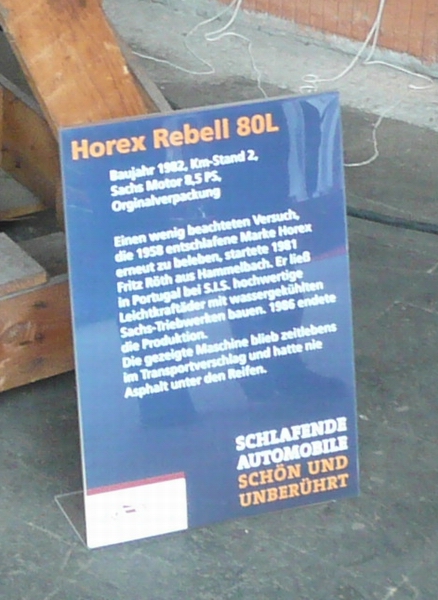 Horex Rebell 80L
Baujahr 1982, Km-Stand 2,
Sachs Motor 8,5 PS,
Orginalverpackung
Einen wenig beachteten Versuch,
die 1958 entschlafene Marke Horex
erneut zu beleben, startete 1981
Fritz Röth aus Hammelbach. Er ließ
in Portugal bei S.I.S. hochwertige
Leichtkrafträder mit wassergekühlten
Sachs-Triebwerken bauen. 1986 endete
die Produktion.
Die gezeigte Maschine blieb zeitlebens
im Transportverschlag und hatte nie
Asphalt unter den Reifen.
SCHLAFENDE
AUTOMOBILE
SCHÖN UND
UNBERÜHRT